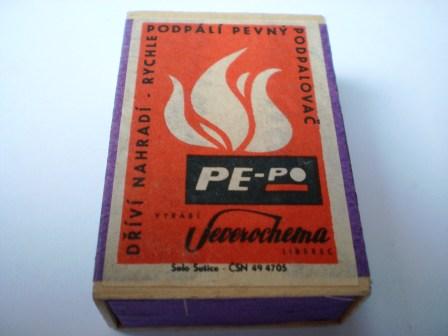 DŘÍVÍ NAHRADÍ - RYCHLE
PODPÁLÍ PEVNÝ
PODPALOVAČ
PE-PO
VYRÁBÍ
Severochema
LIBEREC
Solo Sušice - ČSN 49 4705